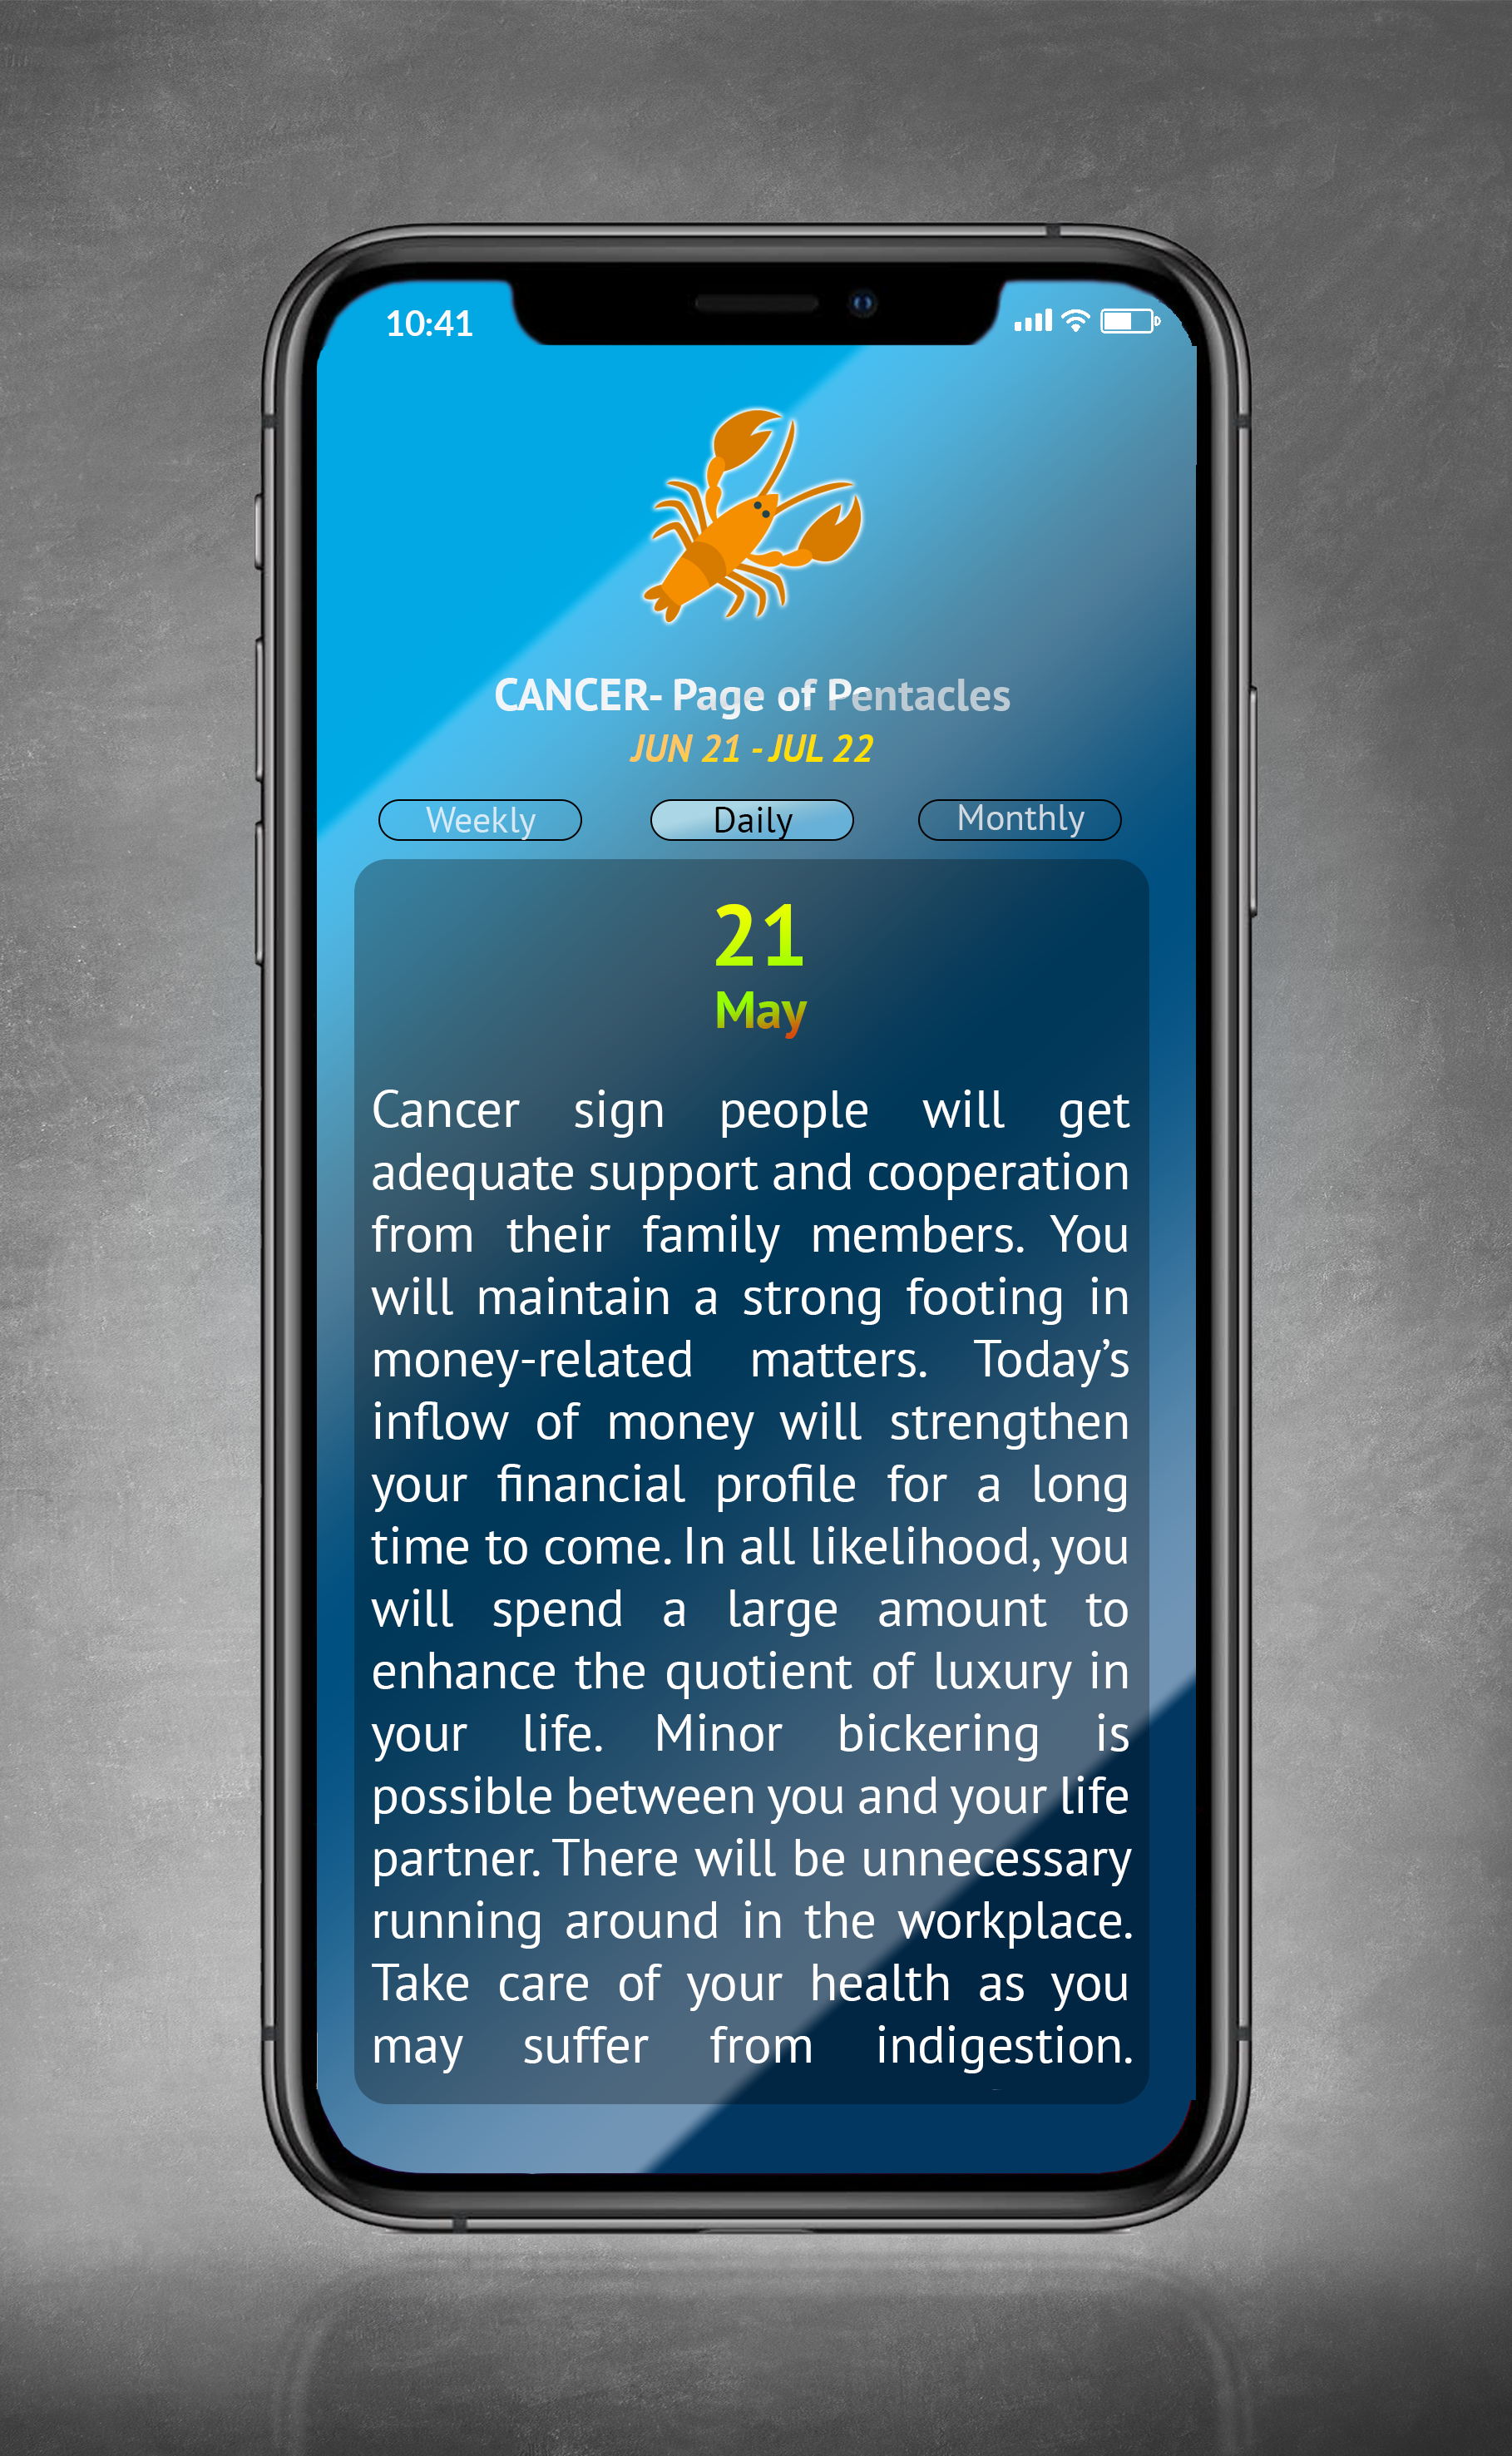 10:41
CANCER- Page of Pentacles
JUN 21 - JUL 22
Weekly Daily Monthly
21
May
Cancer sign people will get
adequate support and cooperation
from their family members. You
will maintain a strong footing in
money-related matters. Today’s
inflow of money will strengthen
your financial profile for a long
time to come. In all likelihood, you
will spend a large amount to
enhance the quotient of luxury in
your life. Minor bickering is
possible between you and your life
partner. There will be unnecessary
running around in the workplace.
Take care of your health as you
may suffer from indigestion.